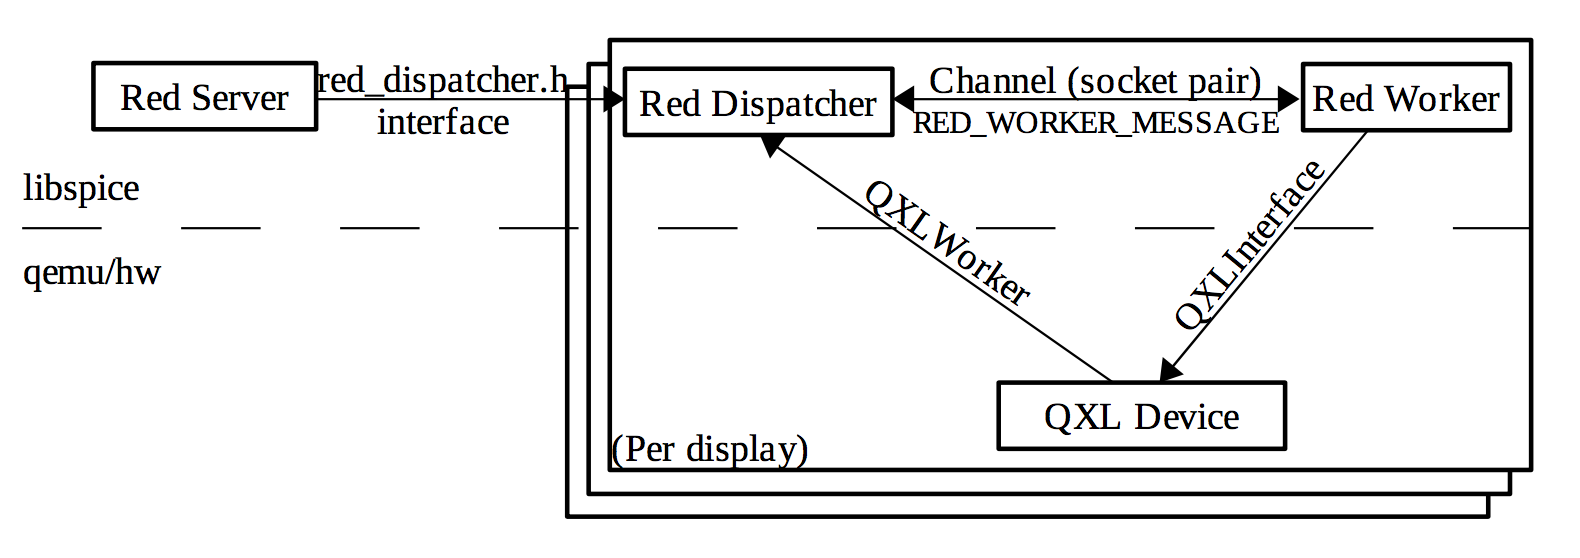 Red Server
red_dispatcher.h
interface
Red Dispatcher
Channel (socket pair)
RED_WORKER_MESSAGE
Red Worker
libspice
qemu/hw
QXLWorker
QXLInterface
QXL Device
(Per display)